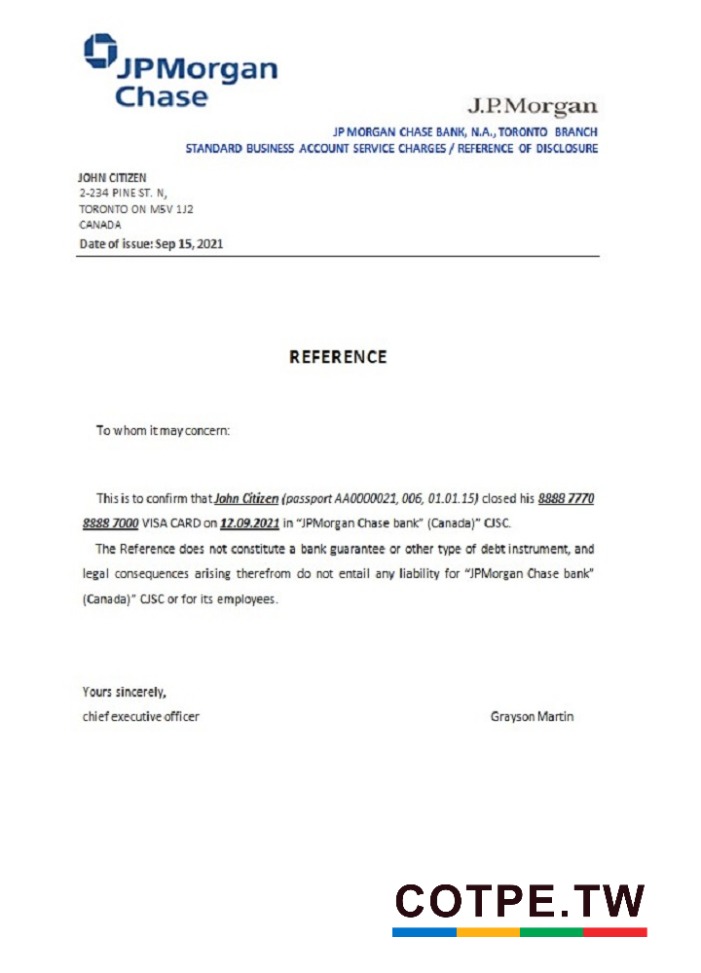 JPMorgan
Chase
J.P.Morgan
JP MORGAN CHASE BANK, N.A., TORONTO BRANCH
STANDARD BUSINESS ACCOUNT SERVICE CHARGES / REFERENCE OF DISCLOSURE
JOHN CITIZEN
2-234 PINE ST. N,
TORONTO ON M5V 1J2
CANADA
Date of issue: Sep 15, 2021
REFERENCE
To whom it may concern:
This is to confirm that John Citizen (passport AA0000021, 006, 01.01.15) closed his 8888 7770
8888 7000 VISA CARD on 12.09.2021 in “JPMorgan Chase bank” (Canada)” CJSC.
The Reference does not constitute a bank guarantee or other type of debt instrument, and
legal consequences arising therefrom do not entail any liability for “JPMorgan Chase bank”
(Canada)” CJSC or for its employees.
Yours sincerely,
chief executive officer Grayson Martin
COTPE.TW